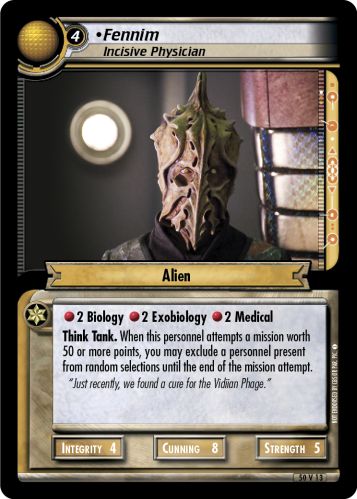 4
•Fennim
Incisive Physician
Alien
2 Biology 2 Exobiology 2 Medical
Think Tank. When this personnel attempts a mission worth
50 or more points, you may exclude a personnel present
from random selections until the end of the mission attempt.
"Just recently, we found a cure for the Vidian Phage."
INTEGRITY 4
CUNNING 8
STRENGTH 5
50 V 13